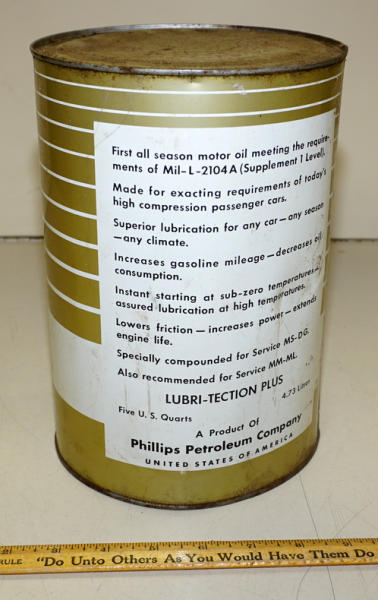 First all season motor oil meeting the require-
ments of Mil-L-2104A (Supplement 1 Level).
Made for exacting requirements of today's
high compression passenger cars.
Superior lubrication for any car — any season
— any climate.
Increases gasoline mileage — decreases oil
consumption.
Instant starting at sub-zero temperatures —
assured lubrication at high temperatures.
Lowers friction — increases power — extends
engine life.
Specially compounded for Service MS-DG.
Also recommended for Service MM-ML.
LUBRI-TECTION PLUS
Five U. S. Quarts 4.73 Litres
A Product Of
Phillips Petroleum Company
UNITED STATES OF AMERICA
RULE "Do Unto Others As You Would Have Them Do